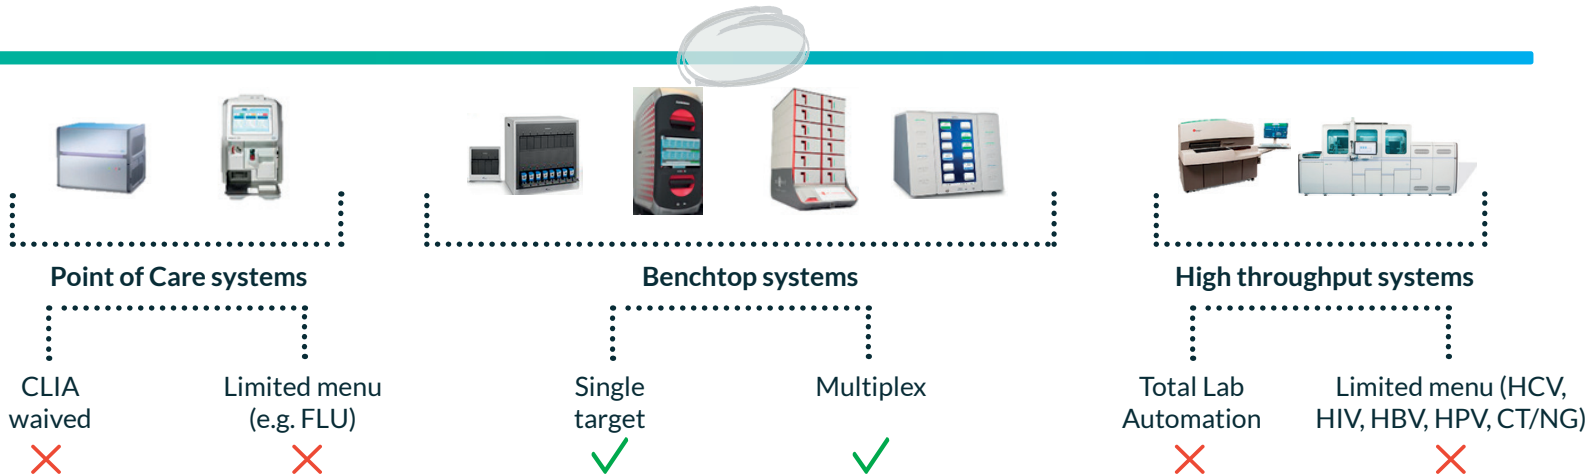 Point of Care systems
Benchtop systems
High throughput systems
CLIA
waived
Limited menu
(e.g. FLU)
Single
target
Multiplex
Total Lab
Automation
Limited menu (HCV,
HIV, HBV, HPV, CT/NG)